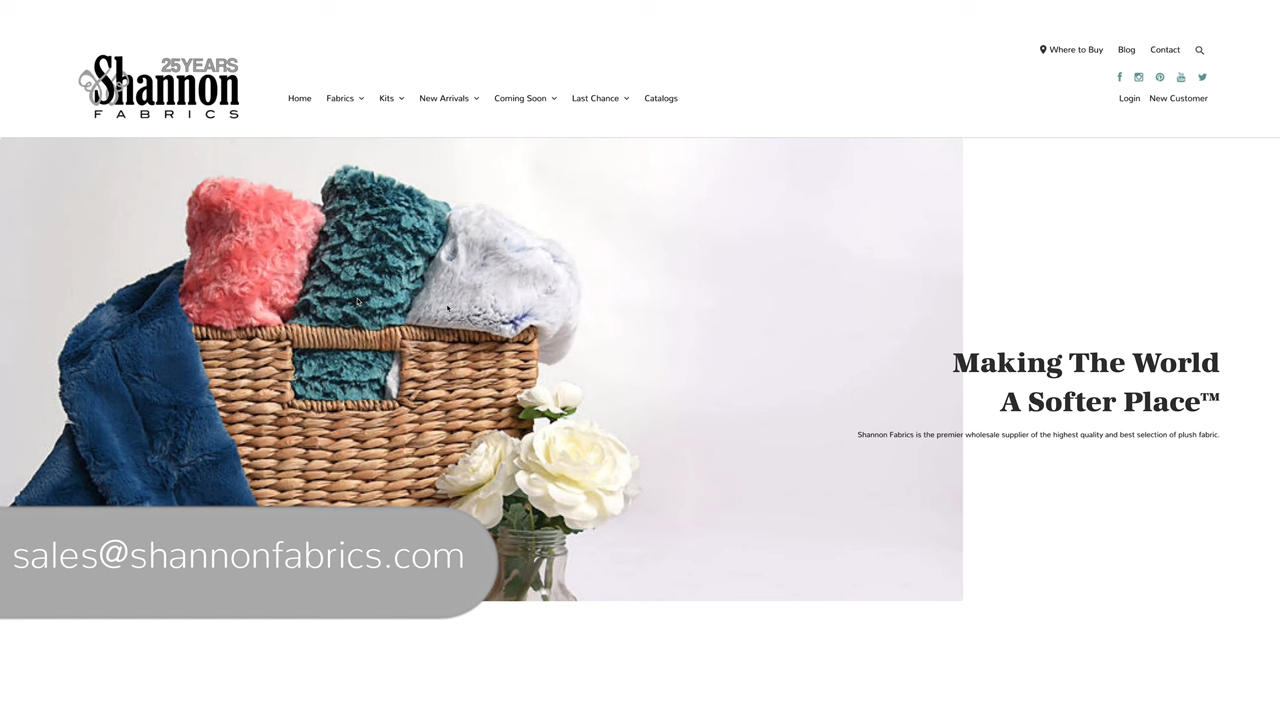 25YEARS
Shannon
FABRICS
Where to Buy Blog Contact
Home Fabrics Kits New Arrivals Coming Soon Last Chance Catalogs
Login New Customer
Making The World
A Softer Place™
Shannon Fabrics is the premier wholesale supplier of the highest quality and best selection of plush fabric.
sales@shannonfabrics.com